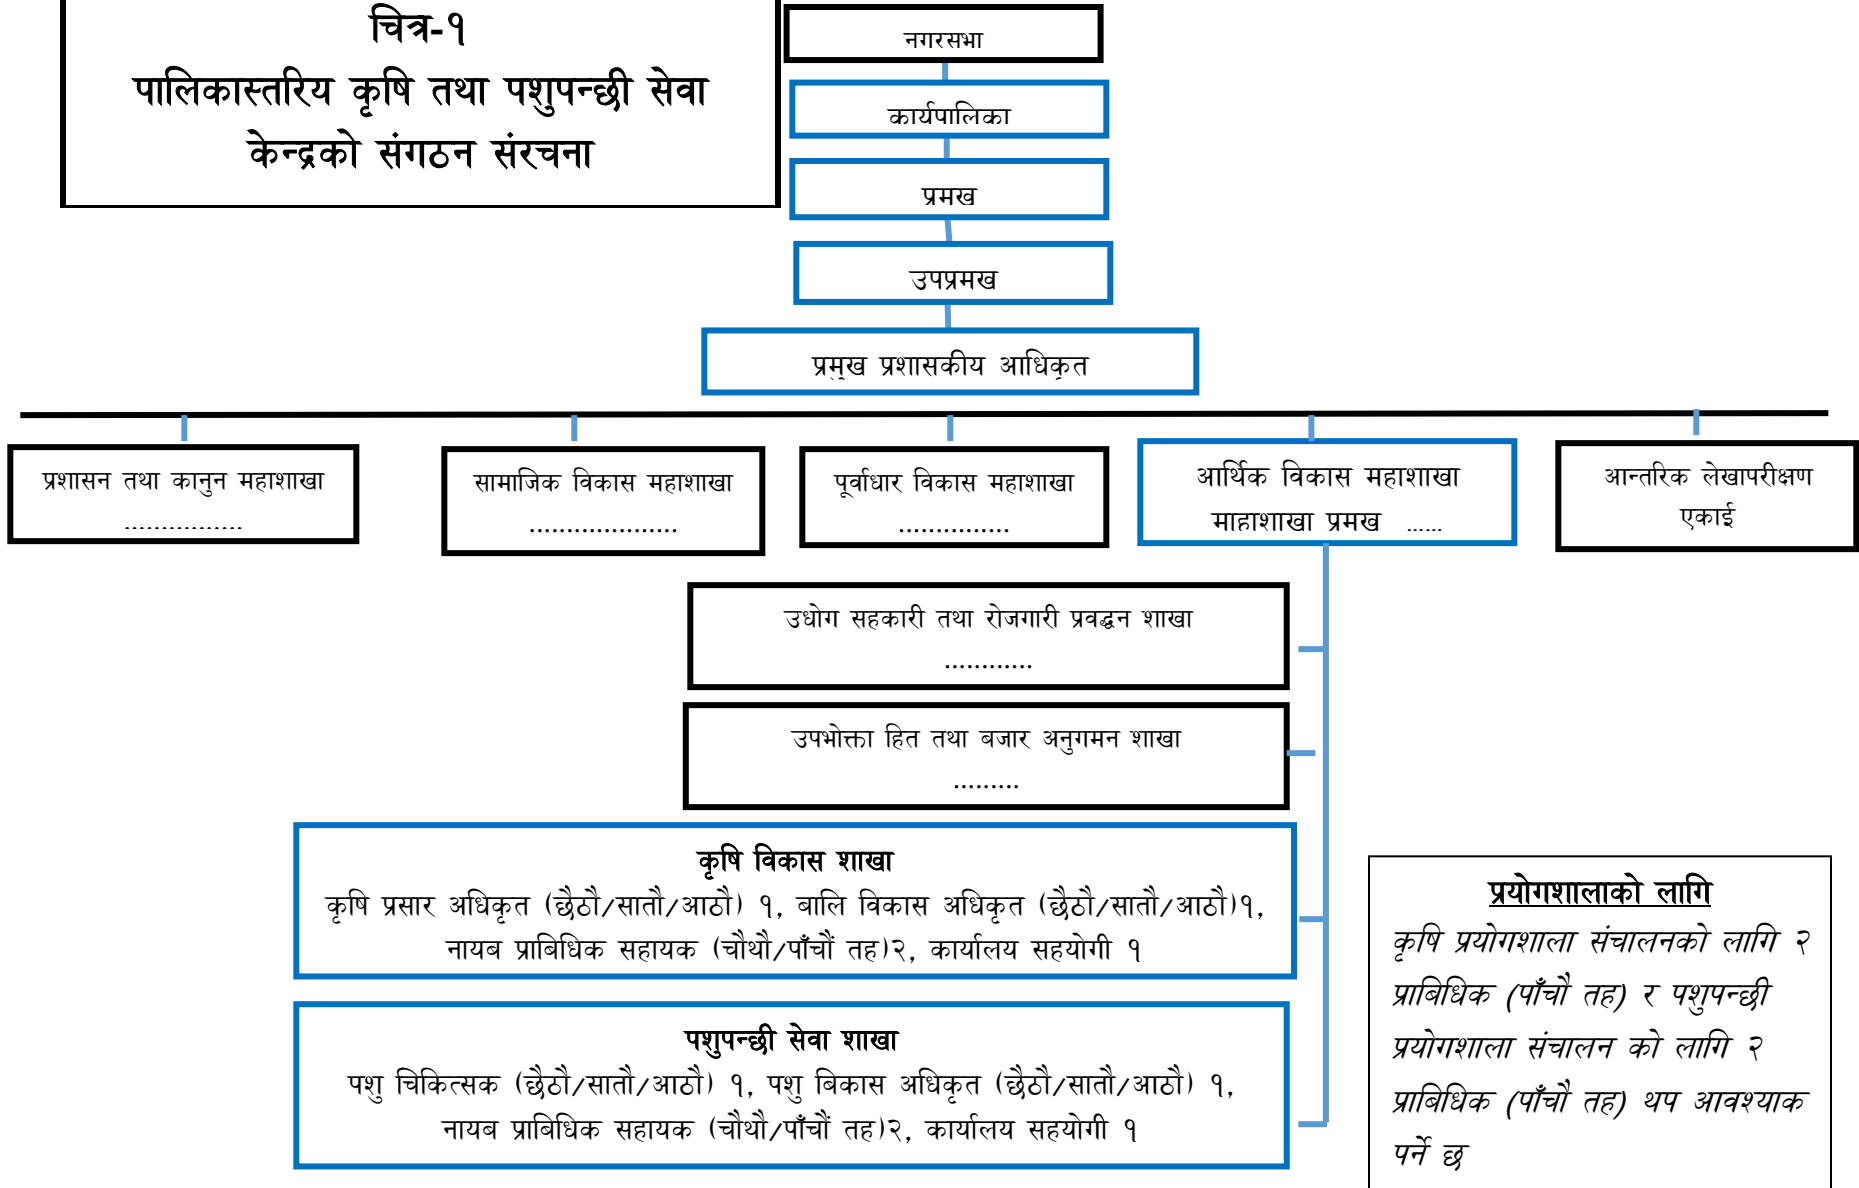 चित्र-१
पालिकास्तरिय कृषि तथा पशुपन्छी सेवा
केन्द्रको संगठन संरचना
नगरसभा
कार्यपालिका
प्रमख
उपप्रमख
प्रमुख प्रशासकीय आधिकृत
प्रशासन तथा कानुन महाशाखा
................
सामाजिक विकास महाशाखा
....................
पूर्वाधार विकास महाशाखा
...............
आर्थिक विकास महाशाखा
माहाशाखा प्रमख ......
आन्तरिक लेखापरीक्षण
एकाई
उधोग सहकारी तथा रोजगारी प्रवद्धन शाखा
............
उपभोक्ता हित तथा बजार अनुगमन शाखा
.........
कृषि विकास शाखा
कृषि प्रसार अधिकृत (छैठौ/सातौ/आठौ) १, बालि विकास अधिकृत (छैठौ/सातौ/आठौ)१,
नायब प्राबिधिक सहायक (चौथौ/पाँचौं तह)२, कार्यालय सहयोगी १
पशुपन्छी सेवा शाखा
पशु चिकित्सक (छैठौ/सातौ/आठौ) १, पशु बिकास अधिकृत (छैठौ/सातौ/आठौ) १,
नायब प्राबिधिक सहायक (चौथौ/पाँचौं तह)२, कार्यालय सहयोगी १
प्रयोगशालाको लागि
कृषि प्रयोगशाला संचालनको लागि २
प्राबिधिक (पाँचौ तह) र पशुपन्छी
प्रयोगशाला संचालन को लागि २
प्राबिधिक (पाँचौ तह) थप आवश्याक
पर्ने छ